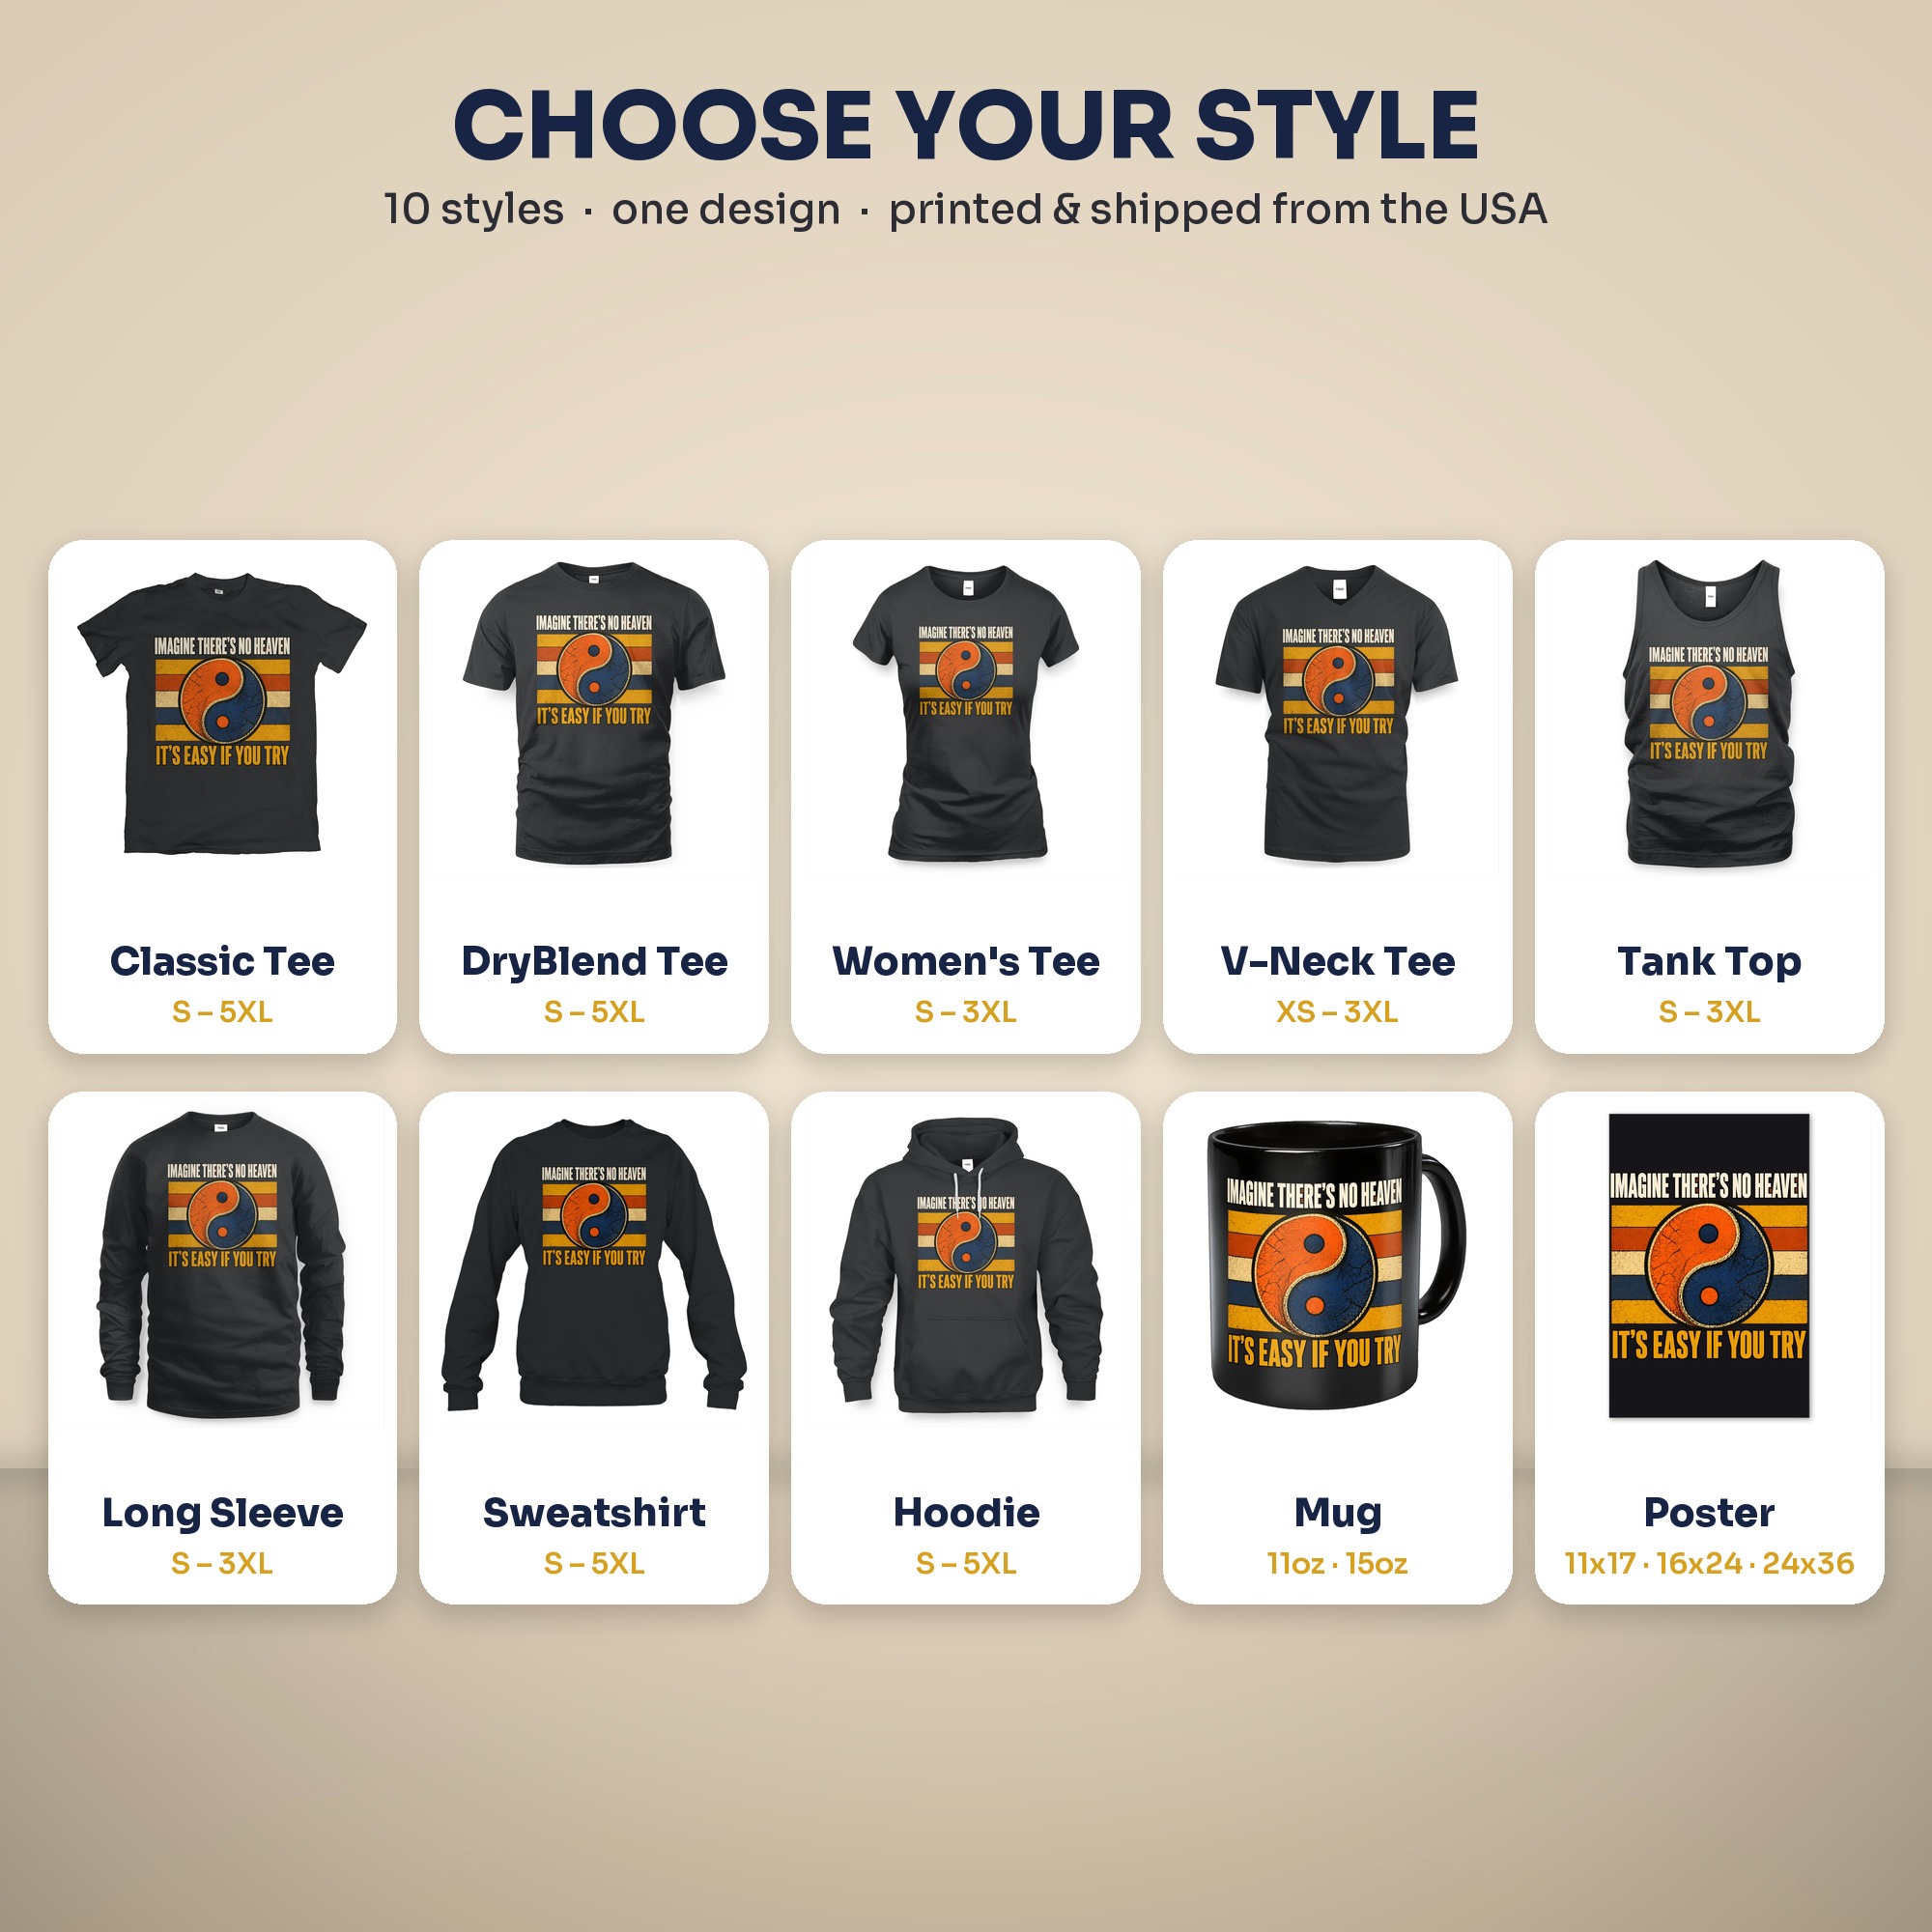 CHOOSE YOUR STYLE
10 styles · one design · printed & shipped from the USA
IMAGINE THERE'S NO HEAVEN
IT'S EASY IF YOU TRY
Classic Tee
S – 5XL
IMAGINE THERE'S NO HEAVEN
IT'S EASY IF YOU TRY
DryBlend Tee
S – 5XL
IMAGINE THERE'S NO HEAVEN
IT'S EASY IF YOU TRY
Women's Tee
S – 3XL
IMAGINE THERE'S NO HEAVEN
IT'S EASY IF YOU TRY
V-Neck Tee
XS – 3XL
IMAGINE THERE'S NO HEAVEN
IT'S EASY IF YOU TRY
Tank Top
S – 3XL
IMAGINE THERE'S NO HEAVEN
IT'S EASY IF YOU TRY
Long Sleeve
S – 3XL
IMAGINE THERE'S NO HEAVEN
IT'S EASY IF YOU TRY
Sweatshirt
S – 5XL
IMAGINE THERE'S NO HEAVEN
IT'S EASY IF YOU TRY
Hoodie
S – 5XL
IMAGINE THERE'S NO HEAVEN
IT'S EASY IF YOU TRY
Mug
11oz · 15oz
IMAGINE THERE'S NO HEAVEN
IT'S EASY IF YOU TRY
Poster
11x17 · 16x24 · 24x36